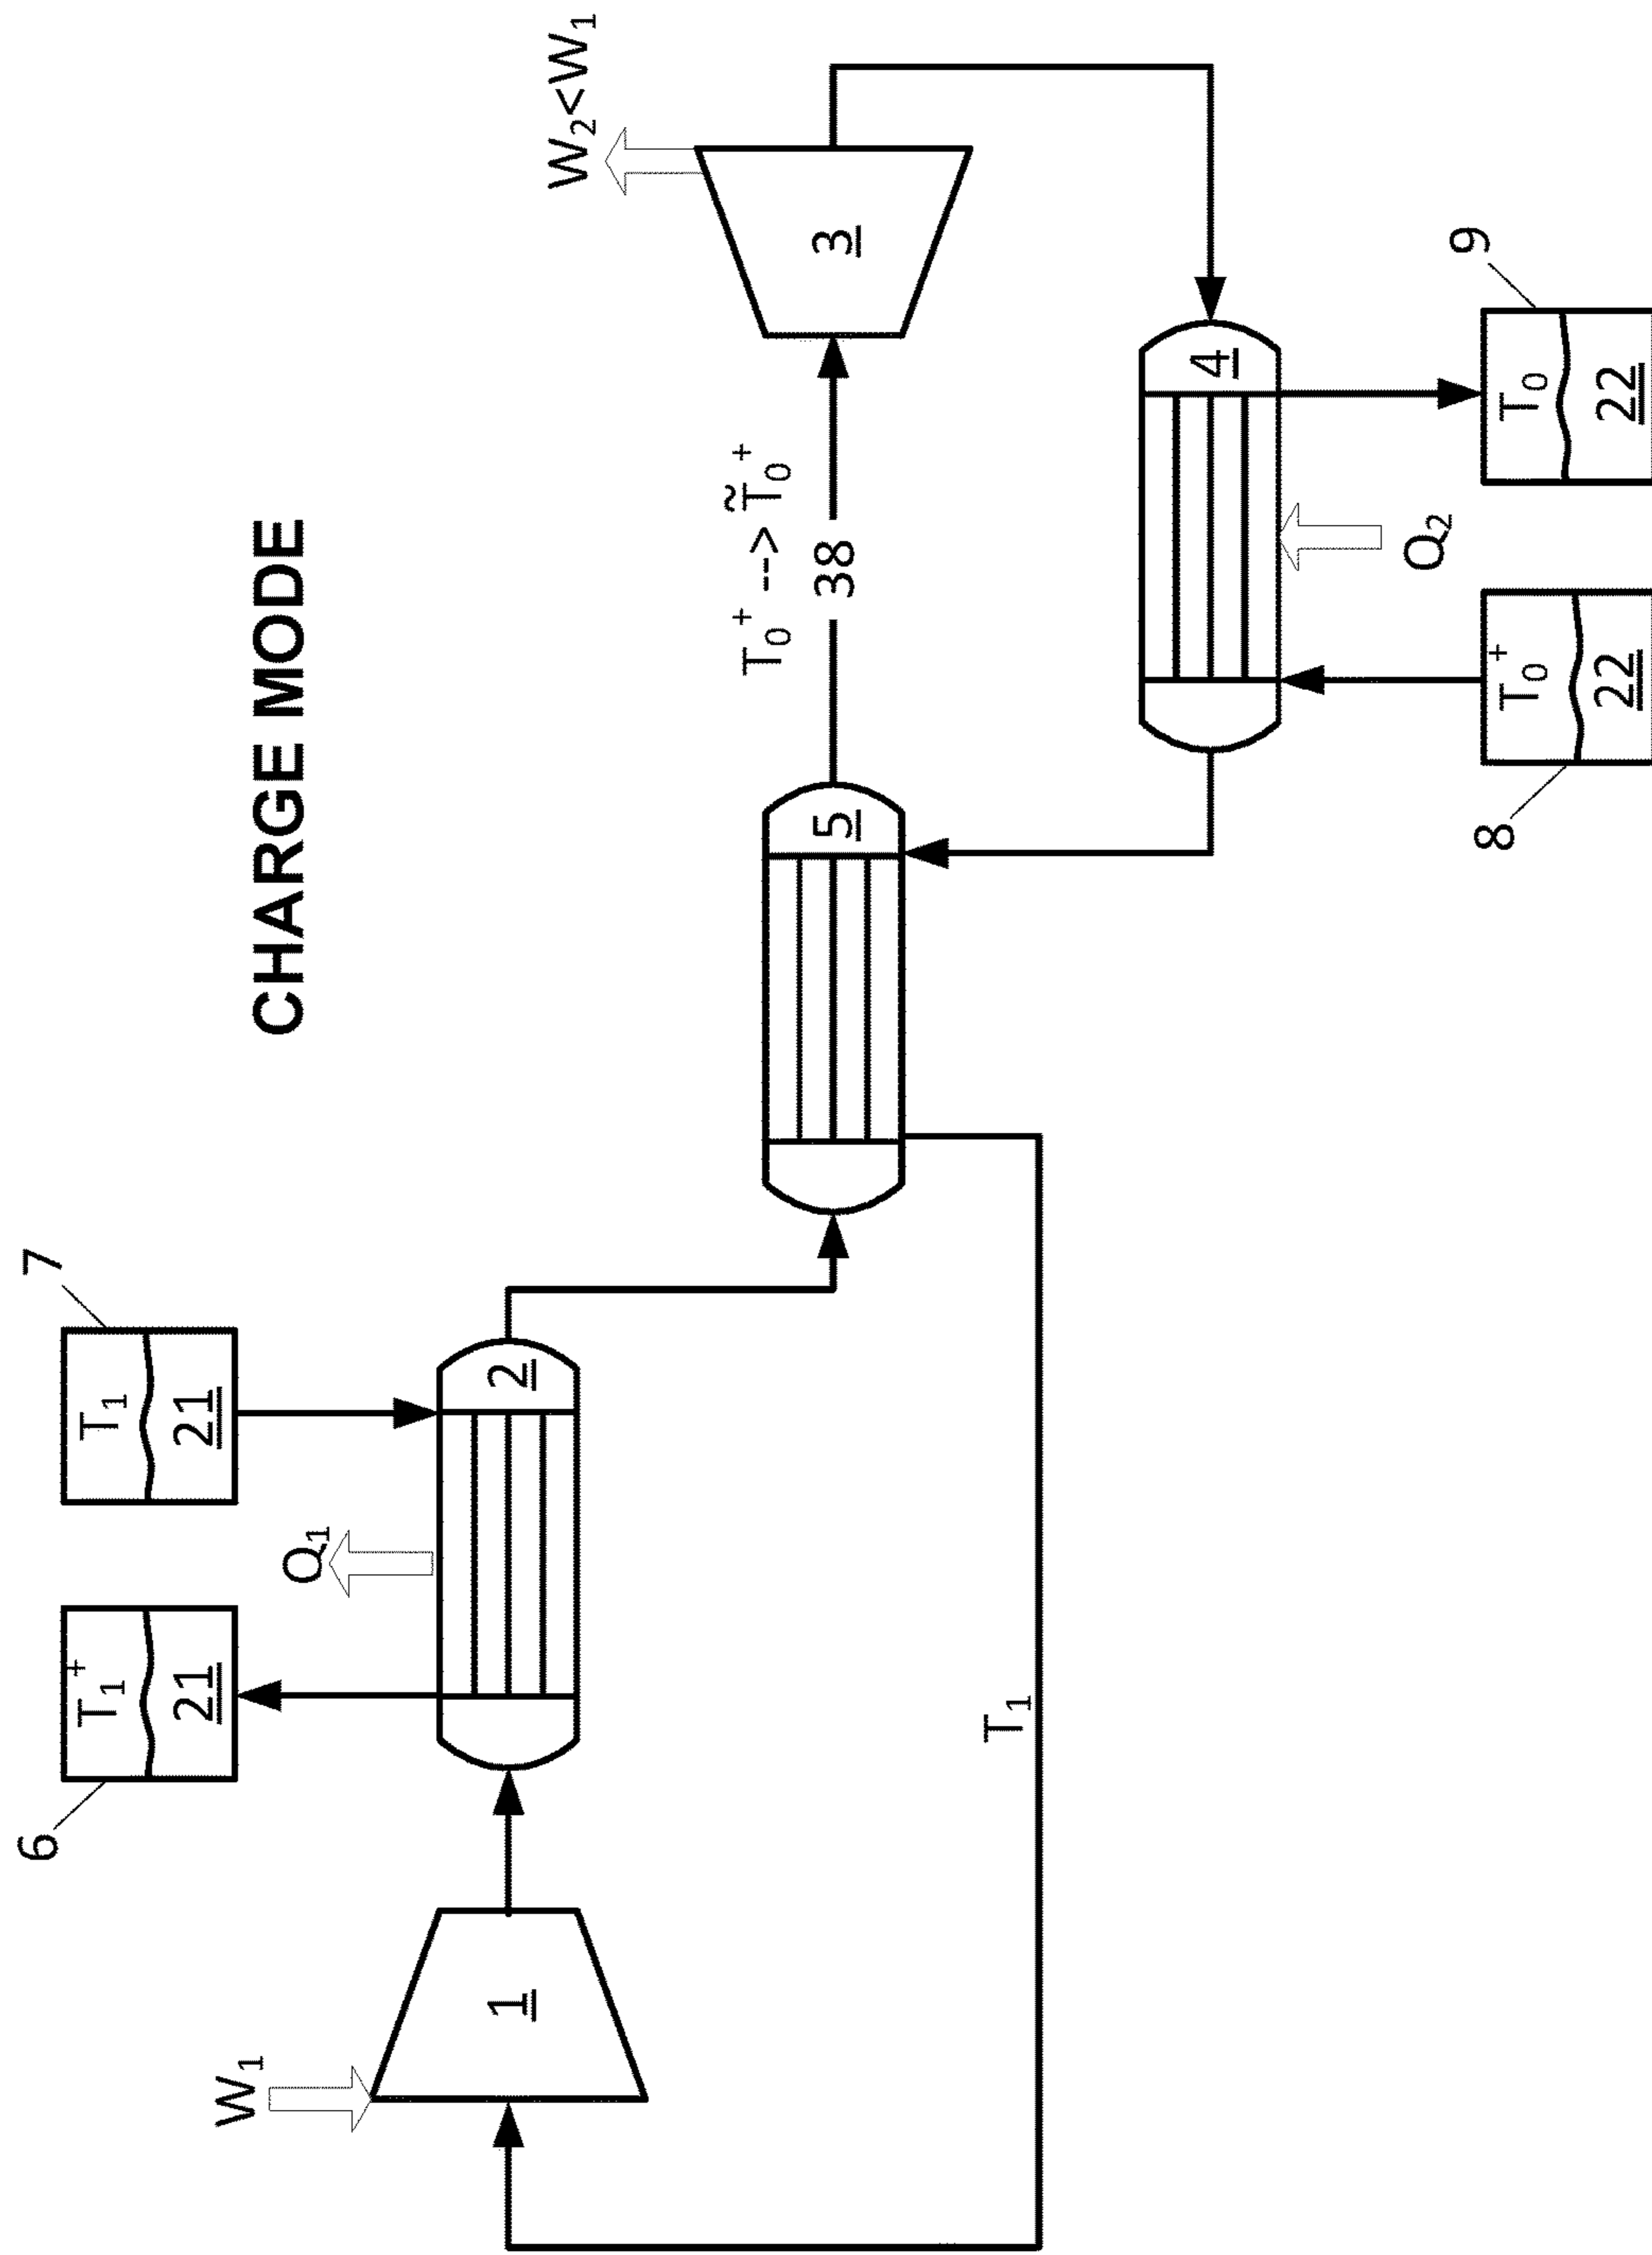 CHARGE MODE
6
7
T₁⁺
21
T₁
21
Q₁
W₁
1
2
W₂<W₁
T₀⁺ --> T̃₀⁺
38
5
3
T₁
4
Q₂
8
9
T₀⁺
22
T₀
22